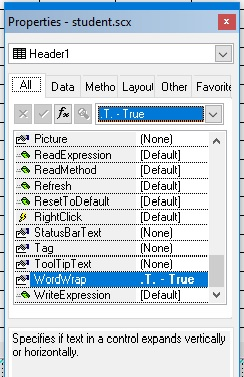 Properties - student.scx
Header1
All Data Metho Layou Other Favorite
fx .T. - True
Picture (None)
ReadExpression [Default]
ReadMethod [Default]
Refresh [Default]
ResetToDefault [Default]
RightClick [Default]
StatusBarText (None)
Tag (None)
ToolTipText (None)
WordWrap .T. - True
WriteExpression [Default]
Specifies if text in a control expands vertically
or horizontally.